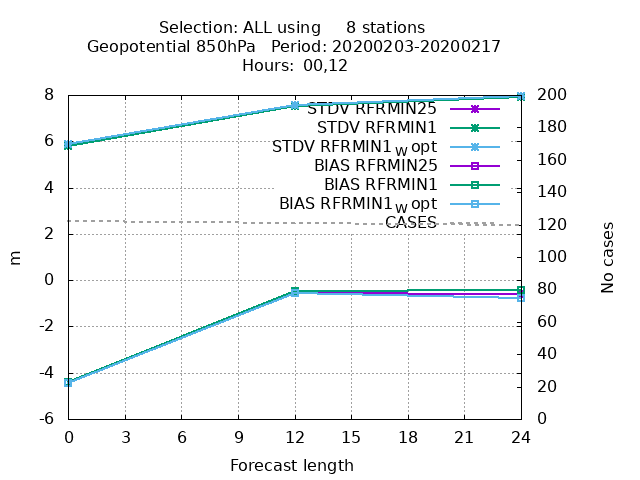 Selection: ALL using     8 stations
Geopotential 850hPa   Period: 20200203-20200217
Hours: 00,12
8 200
STDV RFRMIN25
6 180
STDV RFRMIN1
STDV RFRMIN1_W opt
160
BIAS RFRMIN25
4 140
BIAS RFRMIN1
BIAS RFRMIN1_W opt
CASES
2 120
m
No cases
100
0 80
-2 60
40
-4 20
-6 0
0 3 6 9 12 15 18 21 24
Forecast length